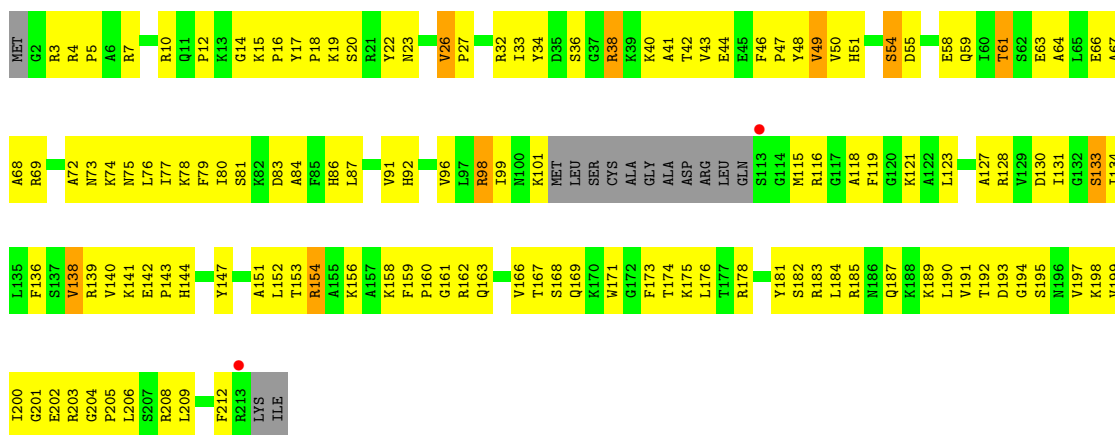 MET G2 R3 R4 P5 A6 R7 R10 Q11 P12 K13 G14 K15 P16 Y17 P18 K19 S20 R21 Y22 N23 V26 P27 R32 I33 Y34 D35 S36 G37 R38 K39 K40 A41 T42 V43 E44 E45 F46 P47 Y48 V49 V50 H51 S54 D55 E58 Q59 I60 T61 S62 E63 A64 L65 E66 A67
A68 R69 A72 N73 K74 N75 L76 I77 K78 F79 I80 S81 K82 D83 A84 F85 H86 L87 V91 H92 V96 L97 R98 I99 N100 K101 MET LEU SER CYS ALA GLY ALA ASP ARG LEU GLN S113 G114 M115 R116 G117 A118 F119 G120 K121 A122 L123 A127 R128 V129 D130 I131 G132 S133 I134
L135 F136 S137 V138 R139 V140 K141 E142 P143 H144 Y147 A151 L152 T153 R154 A155 K156 A157 K158 F159 P160 G161 R162 Q163 V166 T167 S168 Q169 K170 W171 G172 F173 T174 K175 L176 T177 R178 Y181 S182 R183 L184 R185 N186 Q187 K188 K189 L190 V191 T192 D193 G194 S195 N196 V197 K198 V199
I200 G201 E202 R203 G204 P205 L206 S207 R208 L209 F212 R213 LYS ILE